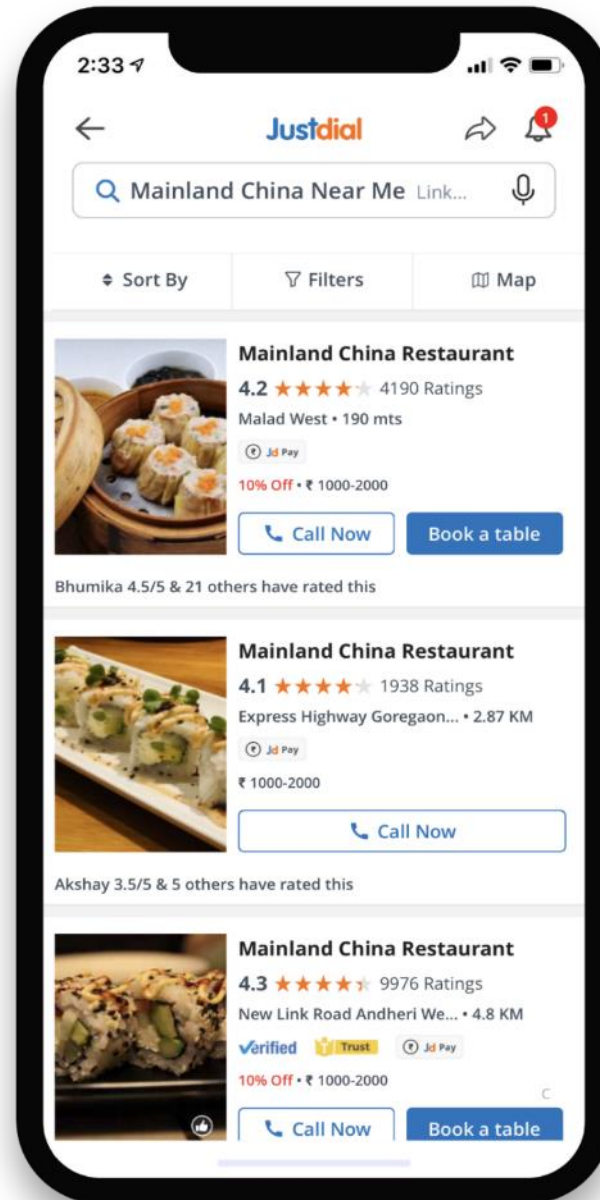 2:33
Justdial
1
Mainland China Near Me Link...
Sort By
Filters
Map
Mainland China Restaurant
4.2 4190 Ratings
Malad West • 190 mts
Jd Pay
10% Off • ₹ 1000-2000
Call Now
Book a table
Bhumika 4.5/5 & 21 others have rated this
Mainland China Restaurant
4.1 1938 Ratings
Express Highway Goregaon... • 2.87 KM
Jd Pay
₹ 1000-2000
Call Now
Akshay 3.5/5 & 5 others have rated this
Mainland China Restaurant
4.3 9976 Ratings
New Link Road Andheri We... • 4.8 KM
Verified Trust Jd Pay
10% Off • ₹ 1000-2000
C
Call Now
Book a table